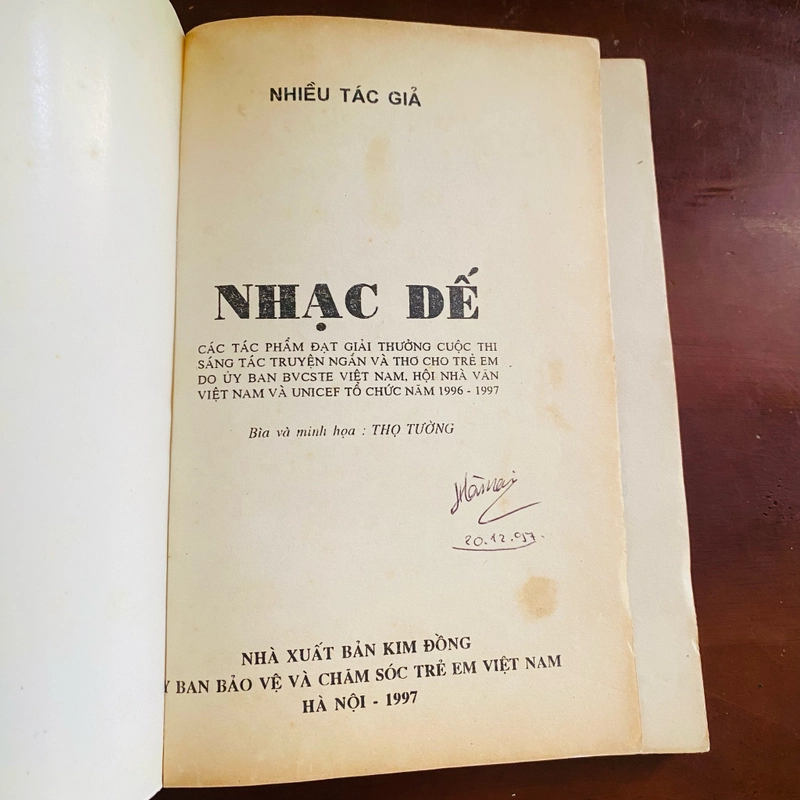 NHIỀU TÁC GIẢ
NHẠC DẾ
CÁC TÁC PHẨM ĐẠT GIẢI THƯỞNG CUỘC THI
SÁNG TÁC TRUYỆN NGẮN VÀ THƠ CHO TRẺ EM
DO ỦY BAN BVCSTE VIỆT NAM, HỘI NHÀ VĂN
VIỆT NAM VÀ UNICEF TỔ CHỨC NĂM 1996 - 1997
Bìa và minh họa : THỌ TƯỜNG
20.12.97.
NHÀ XUẤT BẢN KIM ĐỒNG
Y BAN BẢO VỆ VÀ CHĂM SÓC TRẺ EM VIỆT NAM
HÀ NỘI - 1997